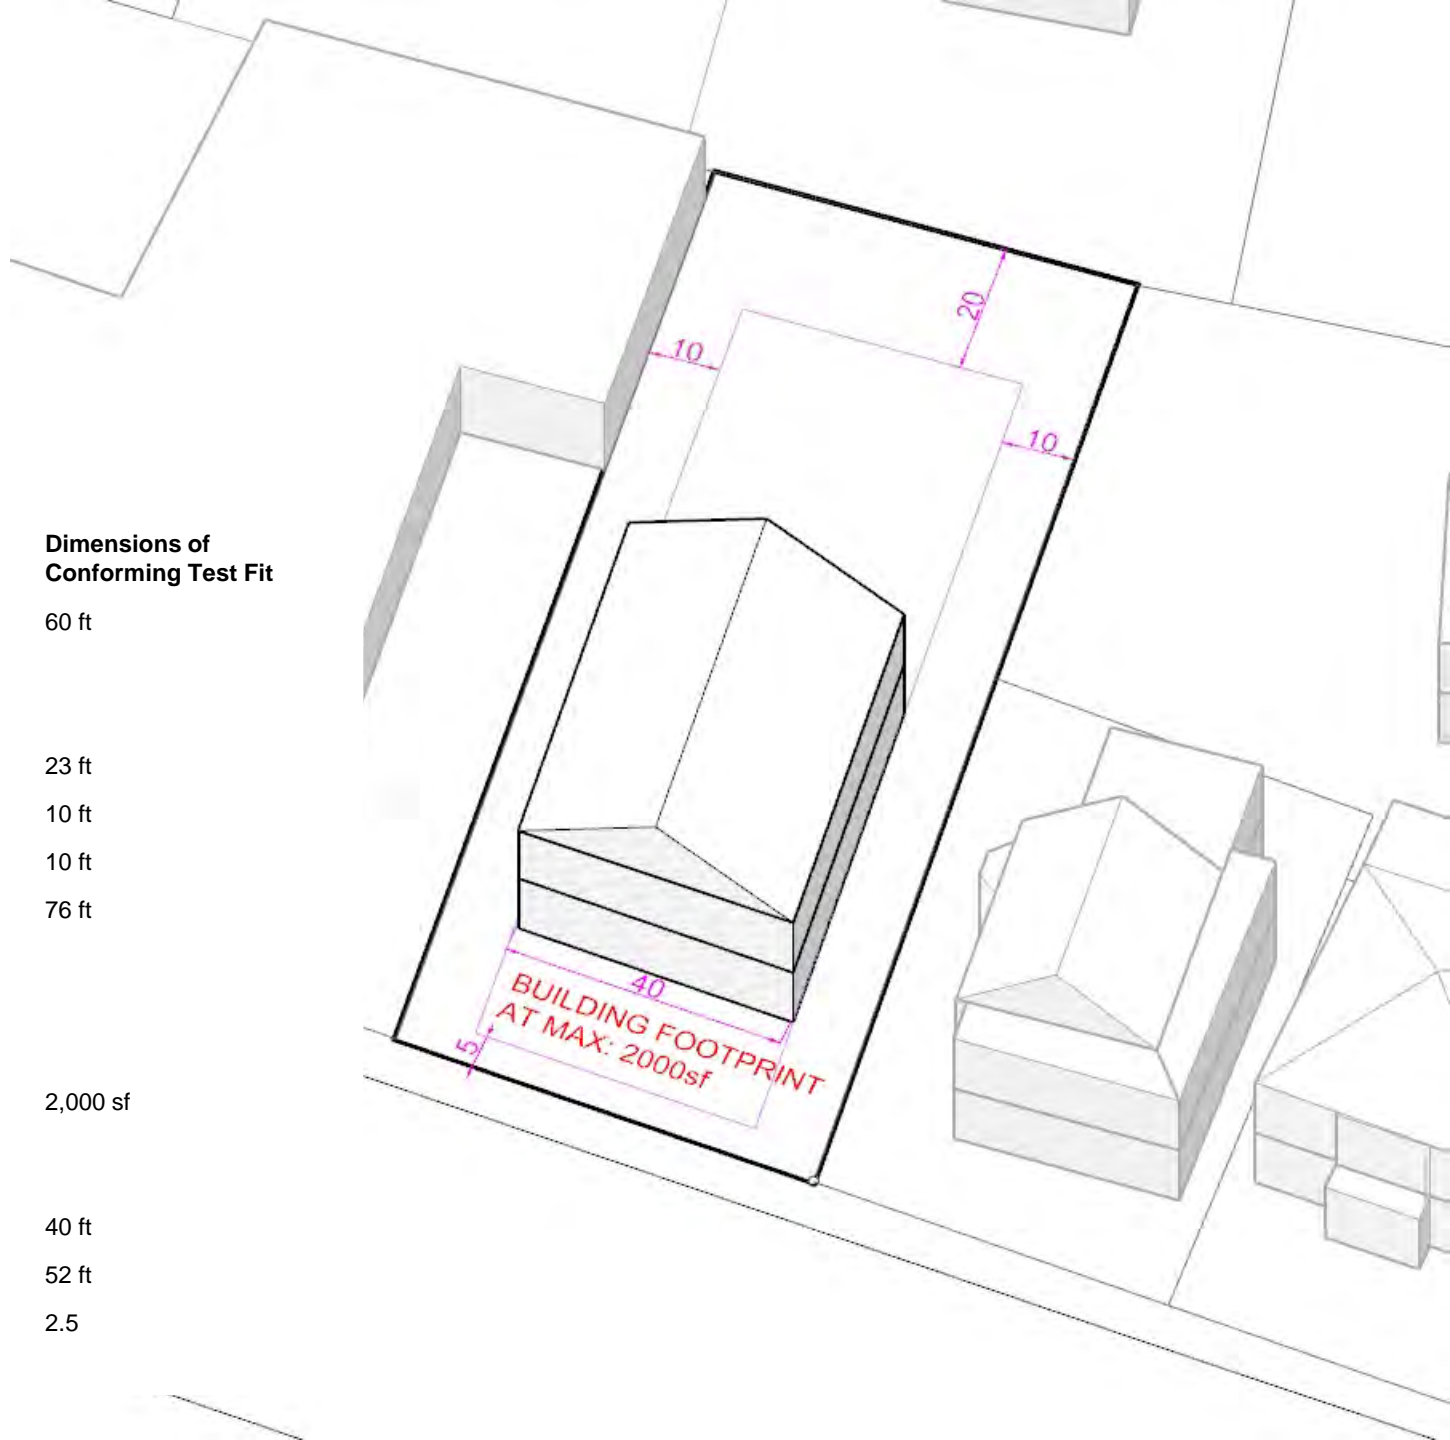 20
10
10
Dimensions of
Conforming Test Fit
60 ft
23 ft
10 ft
10 ft
76 ft
40
BUILDING FOOTPRINT
AT MAX: 2000sf
5
2,000 sf
40 ft
52 ft
2.5